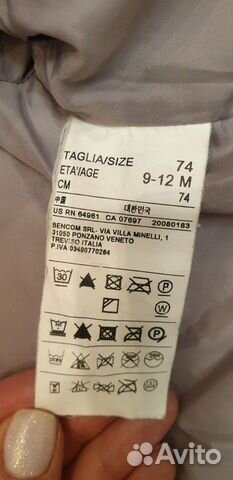 TAGLIA/SIZE 74
ETA'/AGE 9-12 M
CM 74
中国 대한민국
US RN 64961 CA 07697 20080183
BENCOM SRL- VIA VILLA MINELLI, 1
31050 PONZANO VENETO
TREVISO ITALIA
P.IVA 03490770264
30 P
W
P
Avito